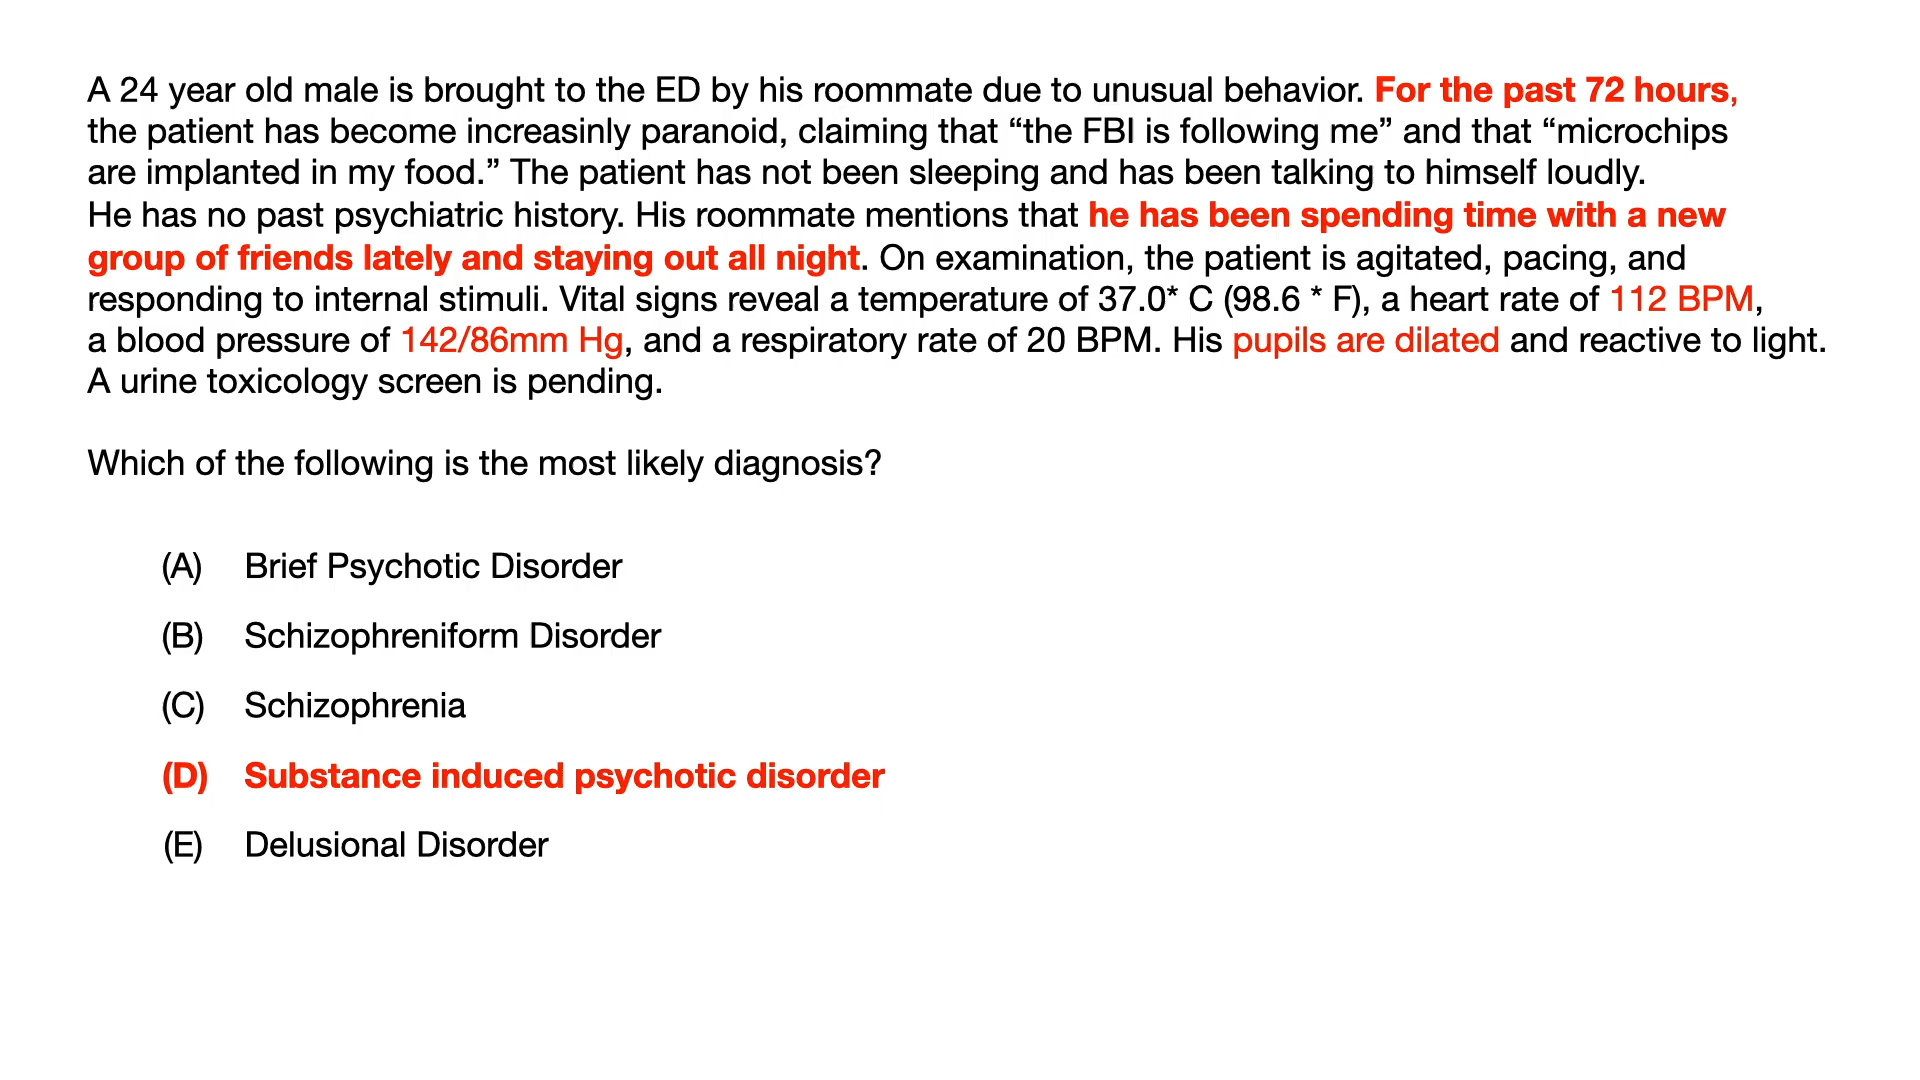 A 24 year old male is brought to the ED by his roommate due to unusual behavior. For the past 72 hours,
the patient has become increasinly paranoid, claiming that “the FBI is following me” and that “microchips
are implanted in my food.” The patient has not been sleeping and has been talking to himself loudly.
He has no past psychiatric history. His roommate mentions that he has been spending time with a new
group of friends lately and staying out all night. On examination, the patient is agitated, pacing, and
responding to internal stimuli. Vital signs reveal a temperature of 37.0* C (98.6 * F), a heart rate of 112 BPM,
a blood pressure of 142/86mm Hg, and a respiratory rate of 20 BPM. His pupils are dilated and reactive to light.
A urine toxicology screen is pending.
Which of the following is the most likely diagnosis?
(A) Brief Psychotic Disorder
(B) Schizophreniform Disorder
(C) Schizophrenia
(D) Substance induced psychotic disorder
(E) Delusional Disorder